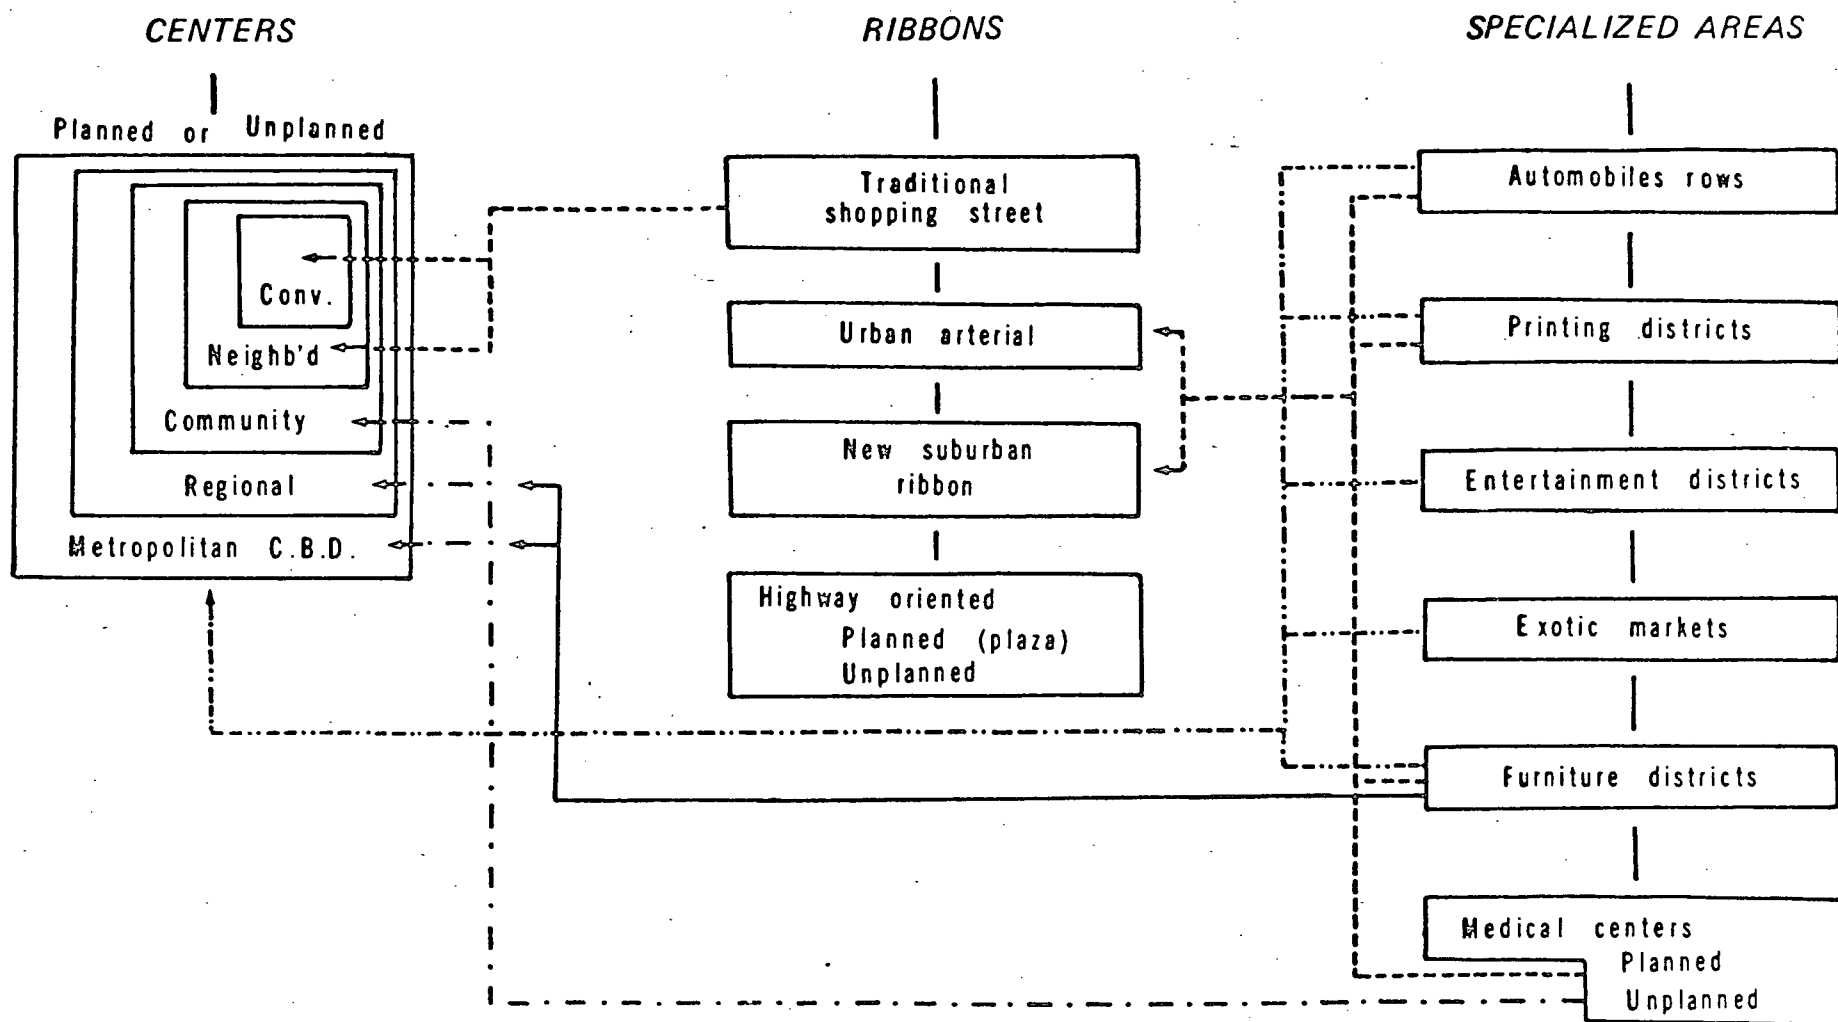 CENTERS
Planned or Unplanned
Conv.
Neighb'd
Community
Regional
Metropolitan C.B.D.
RIBBONS
Traditional
shopping street
Urban arterial
New suburban
ribbon
Highway oriented
Planned (plaza)
Unplanned
SPECIALIZED AREAS
Automobiles rows
Printing districts
Entertainment districts
Exotic markets
Furniture districts
Medical centers
Planned
Unplanned